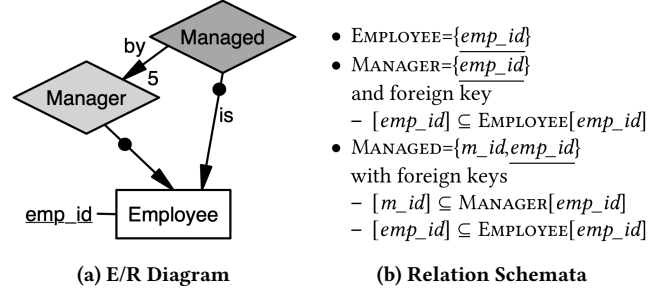 Managed
by
5
Manager
is
emp_id
Employee
(a) E/R Diagram
• EMPLOYEE={emp_id}
• MANAGER={emp_id}
and foreign key
– [emp_id] ⊆ EMPLOYEE[emp_id]
• MANAGED={m_id,emp_id}
with foreign keys
– [m_id] ⊆ MANAGER[emp_id]
– [emp_id] ⊆ EMPLOYEE[emp_id]
(b) Relation Schemata